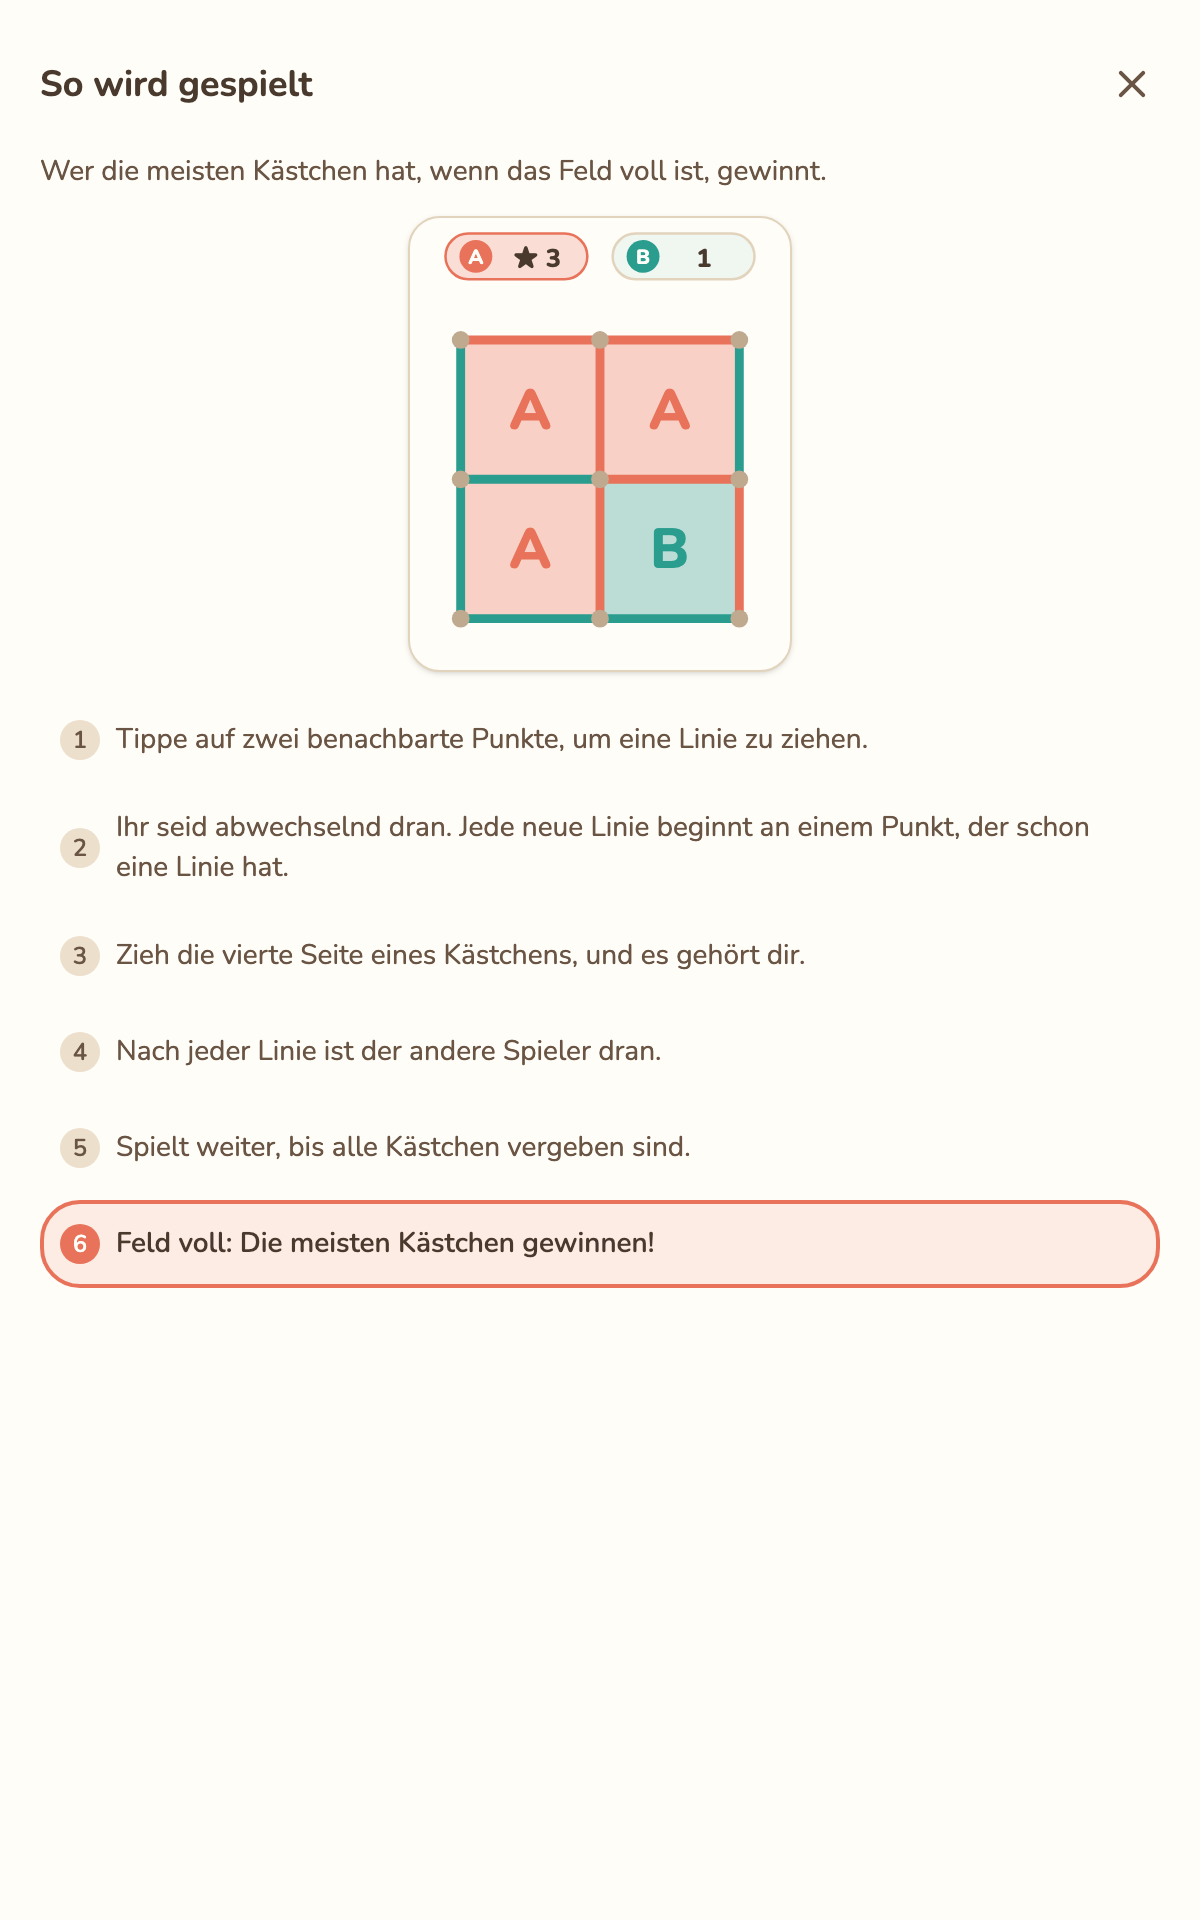 So wird gespielt
Wer die meisten Kästchen hat, wenn das Feld voll ist, gewinnt.
A ★ 3 B 1
A A
A B
1 Tippe auf zwei benachbarte Punkte, um eine Linie zu ziehen.
2 Ihr seid abwechselnd dran. Jede neue Linie beginnt an einem Punkt, der schon
eine Linie hat.
3 Zieh die vierte Seite eines Kästchens, und es gehört dir.
4 Nach jeder Linie ist der andere Spieler dran.
5 Spielt weiter, bis alle Kästchen vergeben sind.
6 Feld voll: Die meisten Kästchen gewinnen!